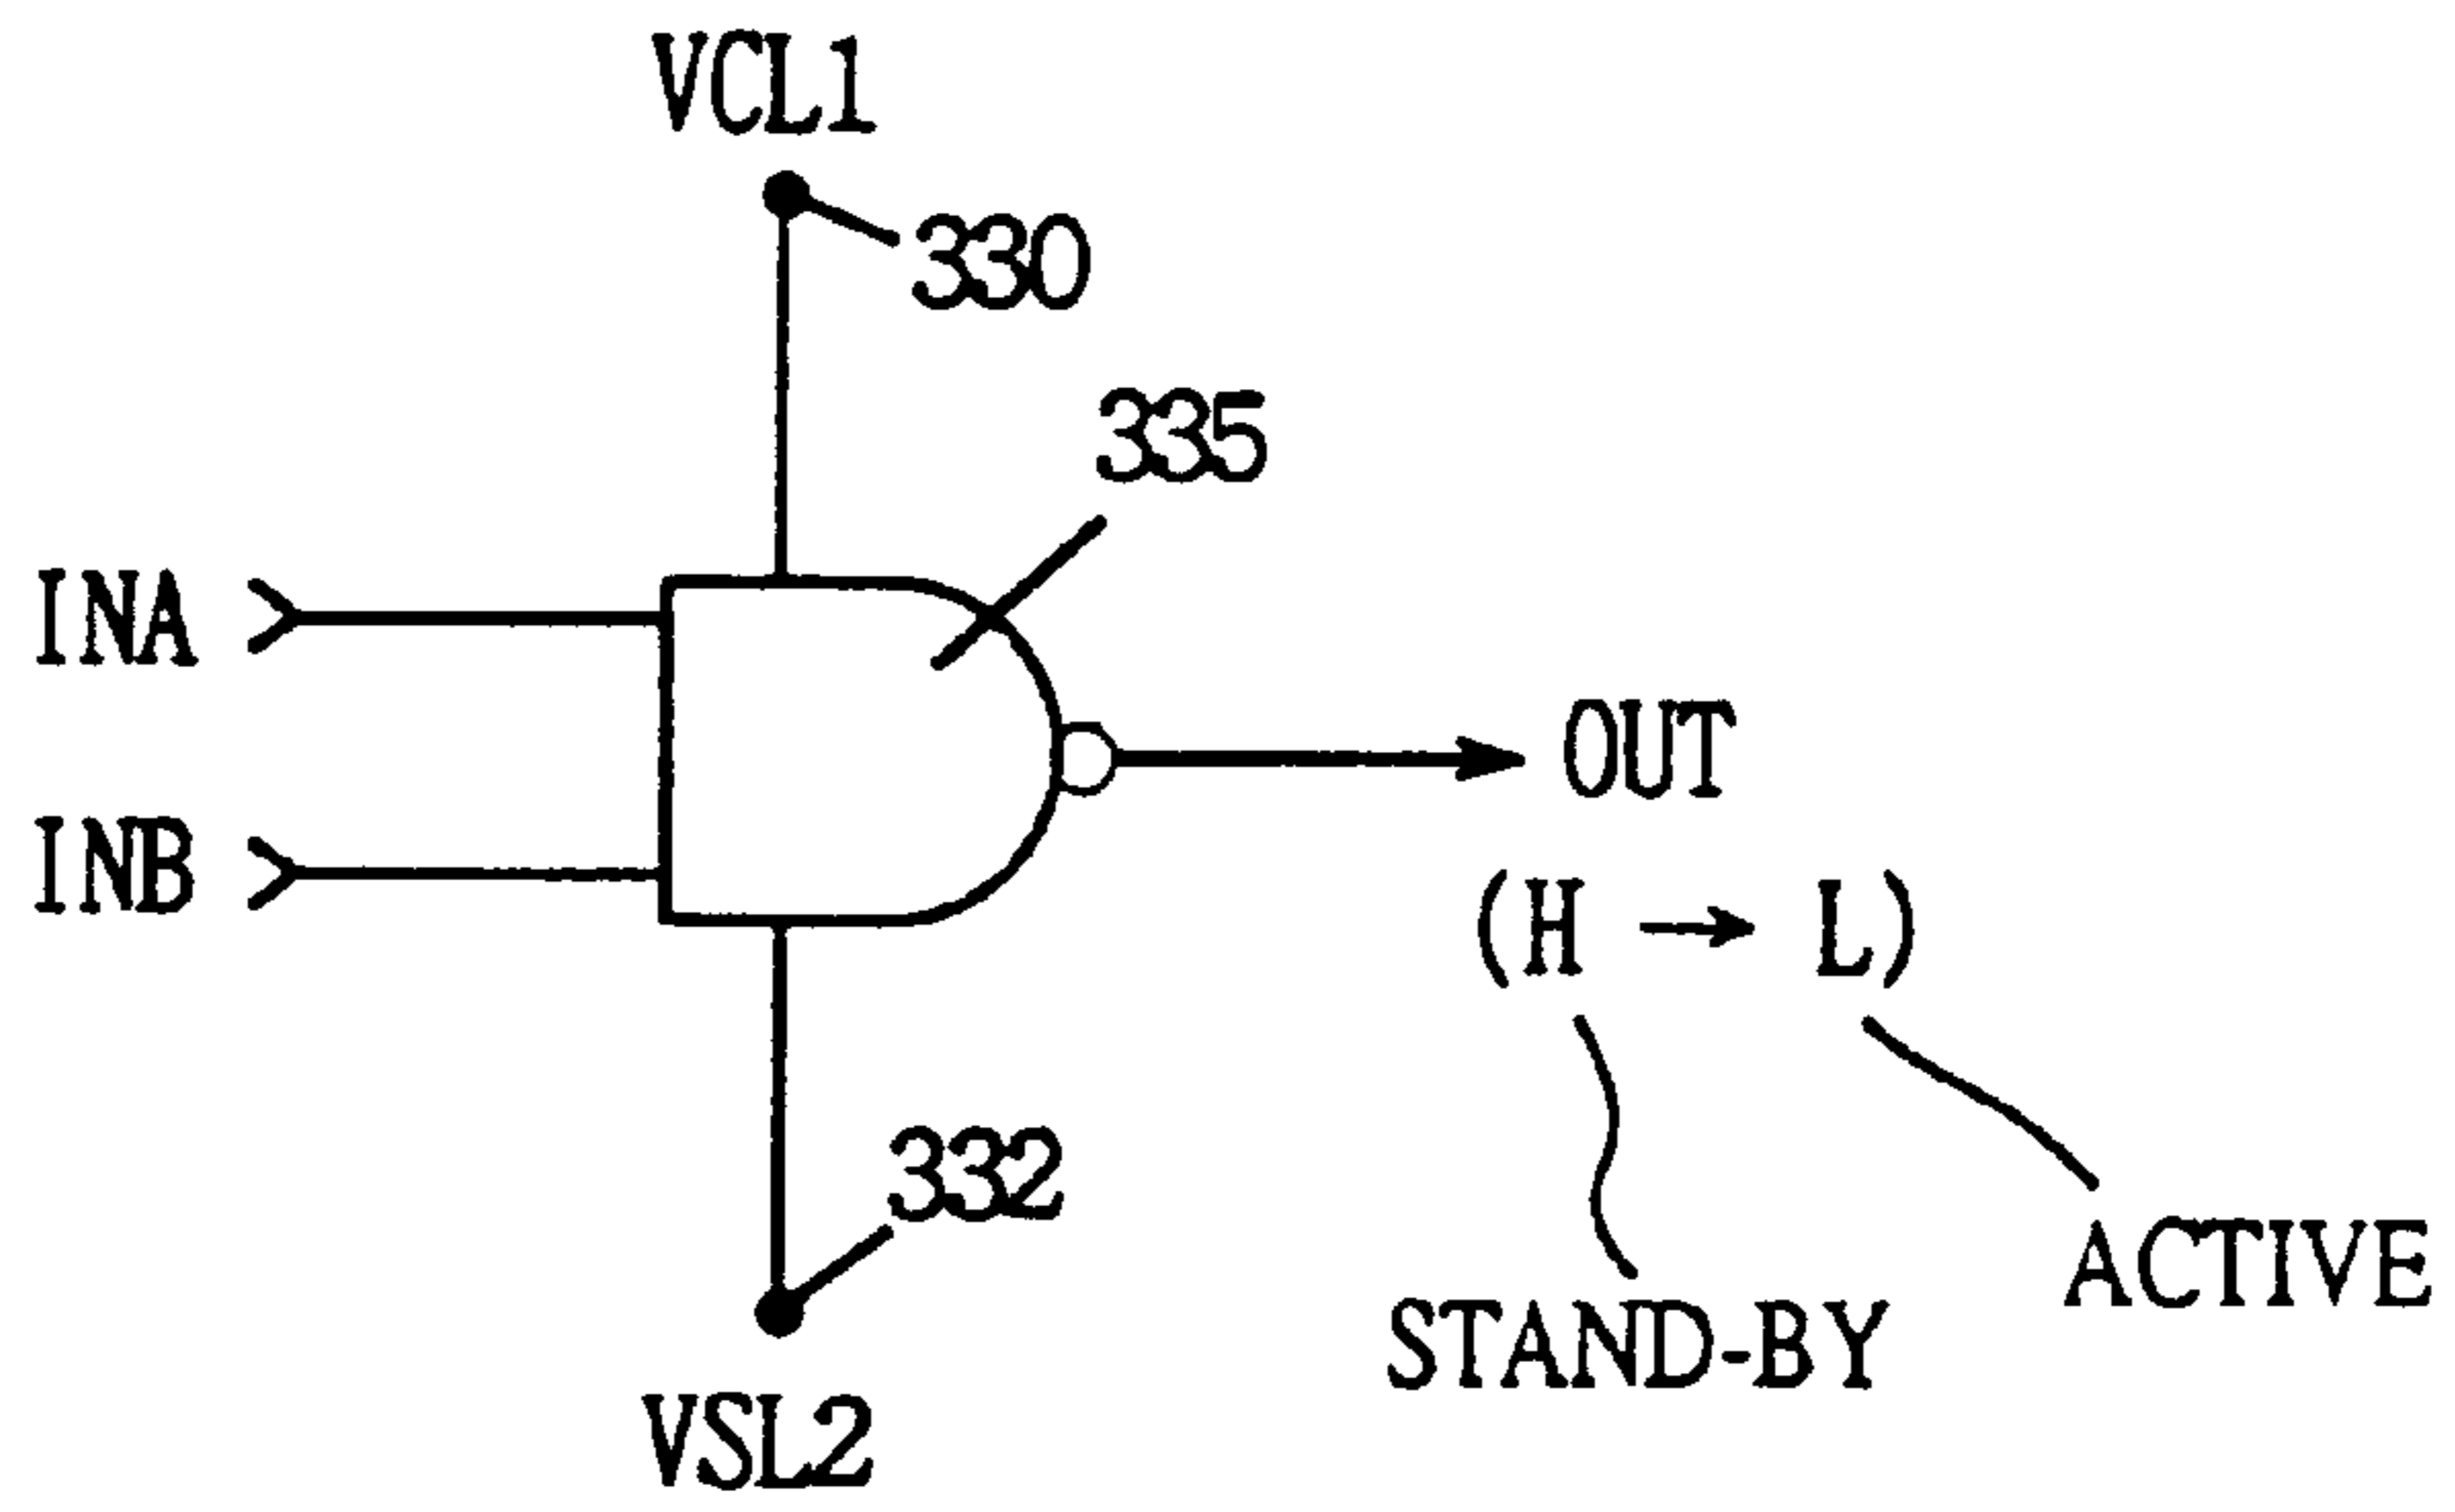 VCL1
330
335
INA
OUT
INB
(H → L)
332
ACTIVE
STAND-BY
VSL2